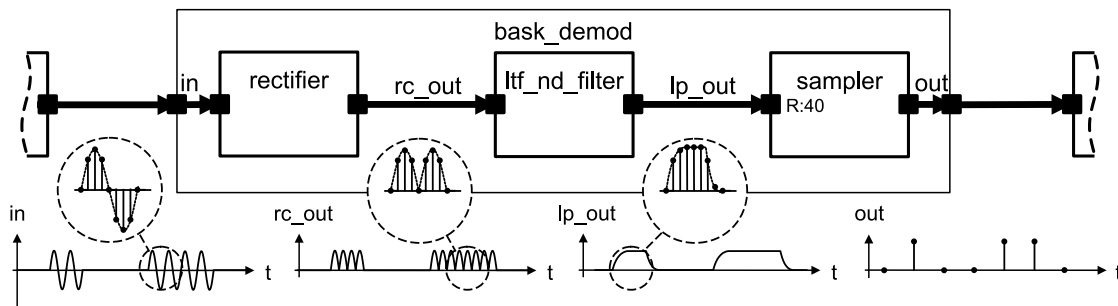 bask_demod
in
rectifier
rc_out
ltf_nd_filter
lp_out
sampler
R:40
out
in
t
rc_out
t
lp_out
t
out
t